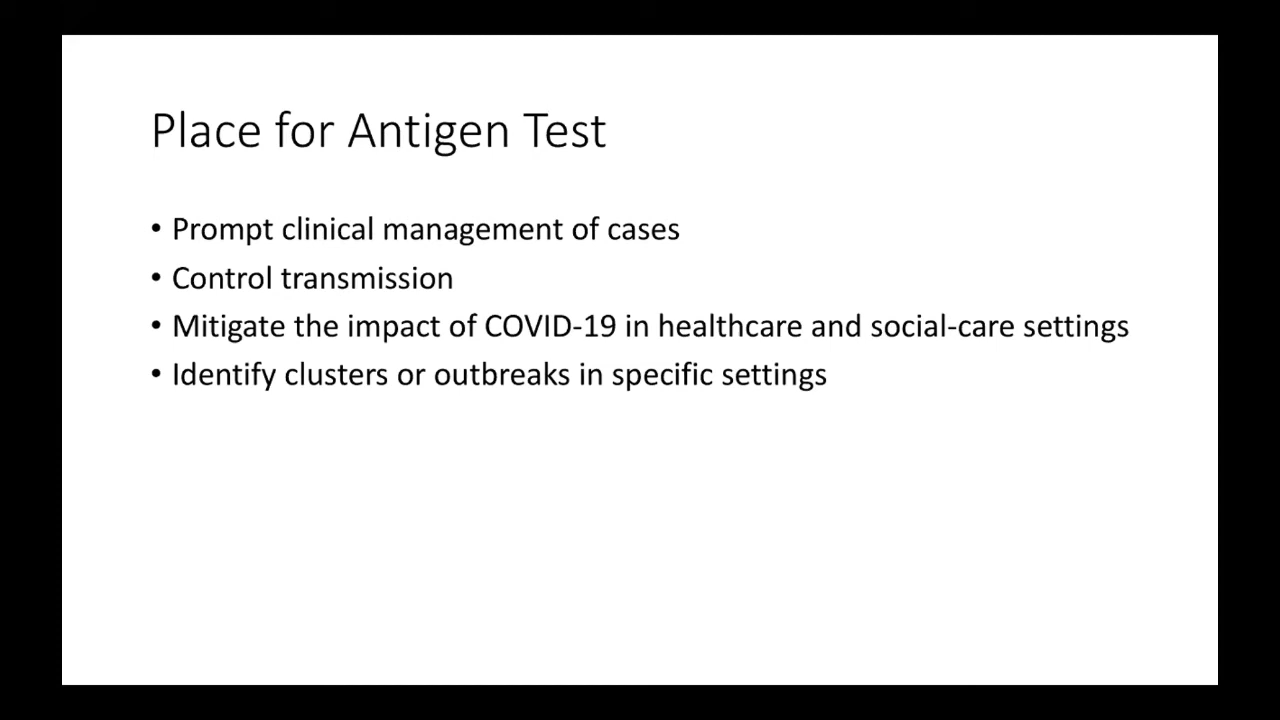 Place for Antigen Test
• Prompt clinical management of cases
• Control transmission
• Mitigate the impact of COVID-19 in healthcare and social-care settings
• Identify clusters or outbreaks in specific settings